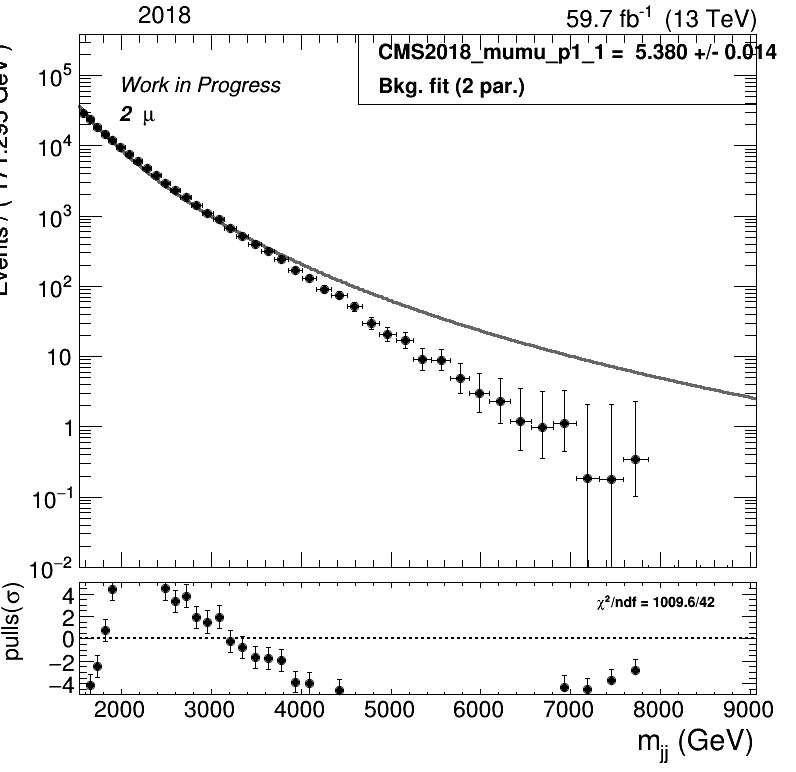 2018
59.7 fb⁻¹ (13 TeV)
CMS2018_mumu_p1_1 = 5.380 +/- 0.014
Bkg. fit (2 par.)
Work in Progress
2 μ
10⁵
10⁴
10³
10²
10
1
10⁻¹
10⁻²
χ²/ndf = 1009.6/42
pulls(σ)
4
2
0
−2
−4
2000 3000 4000 5000 6000 7000 8000 9000
m_jj (GeV)